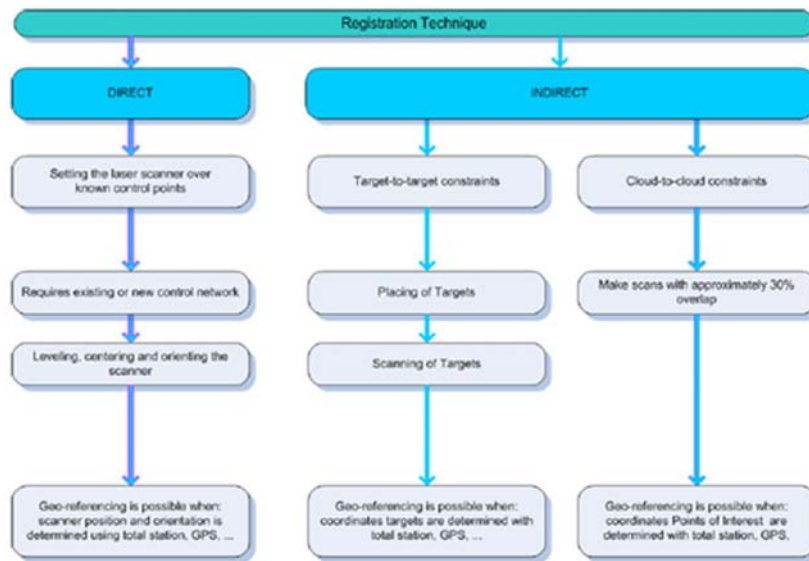 Registration Technique
DIRECT
INDIRECT
Setting the laser scanner over
known control points
Target-to-target constraints
Cloud-to-cloud constraints
Requires existing or new control network
Placing of Targets
Make scans with approximately 30%
overlap
Leveling, centering and orienting the
scanner
Scanning of Targets
Geo-referencing is possible when:
scanner position and orientation is
determined using total station, GPS, ...
Geo-referencing is possible when:
coordinates targets are determined with
total station, GPS, ...
Geo-referencing is possible when:
coordinates Points of Interest are
determined with total station, GPS,